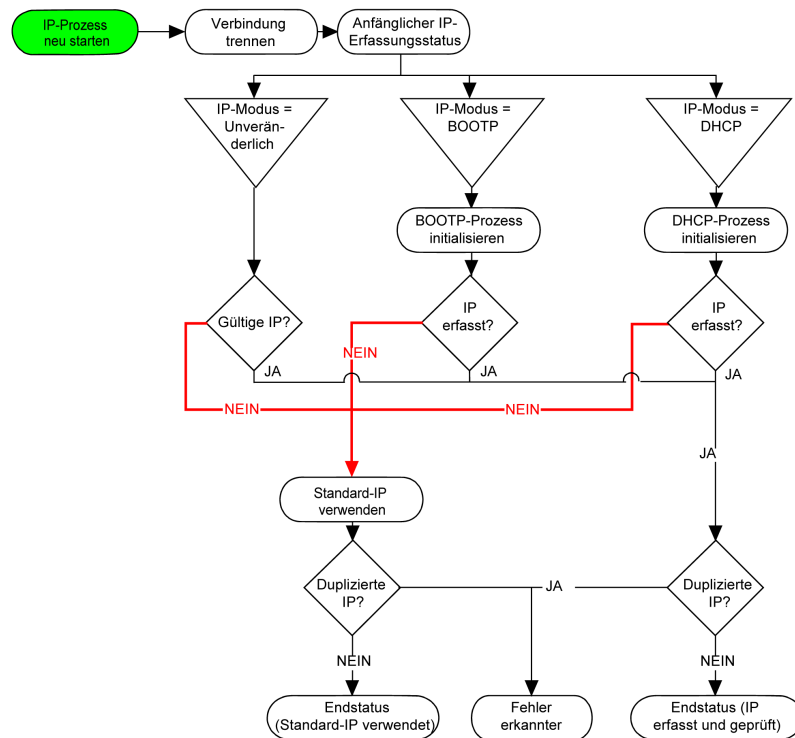 IP-Prozess
neu starten
Verbindung
trennen
Anfänglicher IP-
Erfassungsstatus
IP-Modus =
Unverän-
derlich
IP-Modus =
BOOTP
IP-Modus =
DHCP
BOOTP-Prozess
initialisieren
DHCP-Prozess
initialisieren
Gültige IP?
IP
erfasst?
IP
erfasst?
NEIN
JA
JA
JA
NEIN
NEIN
JA
Standard-IP
verwenden
Duplizierte
IP?
JA
Duplizierte
IP?
NEIN
NEIN
Endstatus
(Standard-IP verwendet)
Fehler
erkannter
Endstatus (IP
erfasst und geprüft)